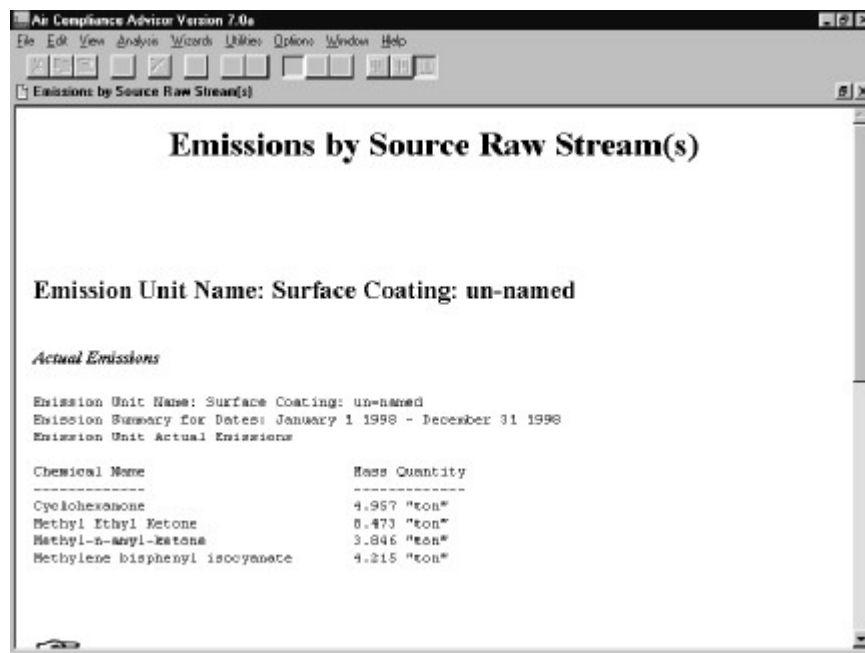 Air Compliance Advisor Version 7.0a
File Edit View Analysis Wizards Utilities Options Window Help
Emissions by Source Raw Stream(s)
Emissions by Source Raw Stream(s)
Emission Unit Name: Surface Coating: un-named
Actual Emissions
Emission Unit Name: Surface Coating: un-named
Emission Summary for Dates: January 1 1998 - December 31 1998
Emission Unit Actual Emissions
Chemical Name Mass Quantity
------------- -------------
Cyclohexanone 4.957 "ton"
Methyl Ethyl Ketone 8.473 "ton"
Methyl-n-amyl-ketone 3.846 "ton"
Methylene bisphenyl isocyanate 4.215 "ton"